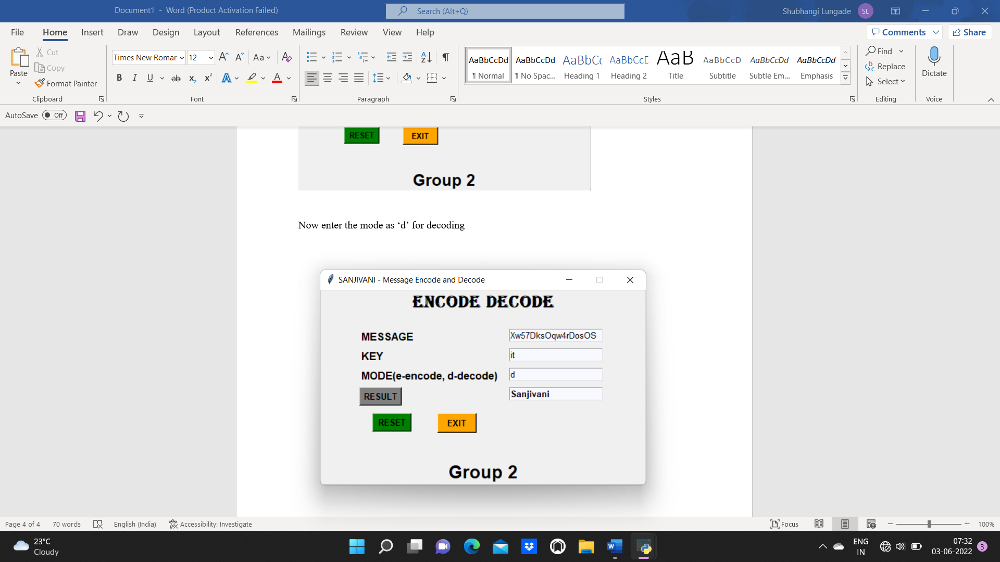 Document1 - Word (Product Activation Failed)
Search (Alt+Q)
Shubhangi Lungade
SL
File Home Insert Draw Design Layout References Mailings Review View Help
Comments
Share
Paste
Cut
Copy
Format Painter
Clipboard
Times New Romar
12
Font
Paragraph
AaBbCcDd
¶ Normal
AaBbCcDd
¶ No Spac...
AaBbCc
Heading 1
AaBbCcD
Heading 2
AaB
Title
AaBbCcD
Subtitle
AaBbCcDd
Subtle Em...
AaBbCcDd
Emphasis
Styles
Find
Replace
Select
Editing
Dictate
Voice
AutoSave Off
RESET EXIT
Group 2
Now enter the mode as ‘d’ for decoding
SANJIVANI - Message Encode and Decode
ENCODE DECODE
MESSAGE Xw57DksOqw4rDosOS
KEY it
MODE(e-encode, d-decode) d
RESULT Sanjivani
RESET EXIT
Group 2
Page 4 of 4 70 words English (India) Accessibility: Investigate
Focus
100%
23°C
Cloudy
ENG
IN
07:32
03-06-2022
3